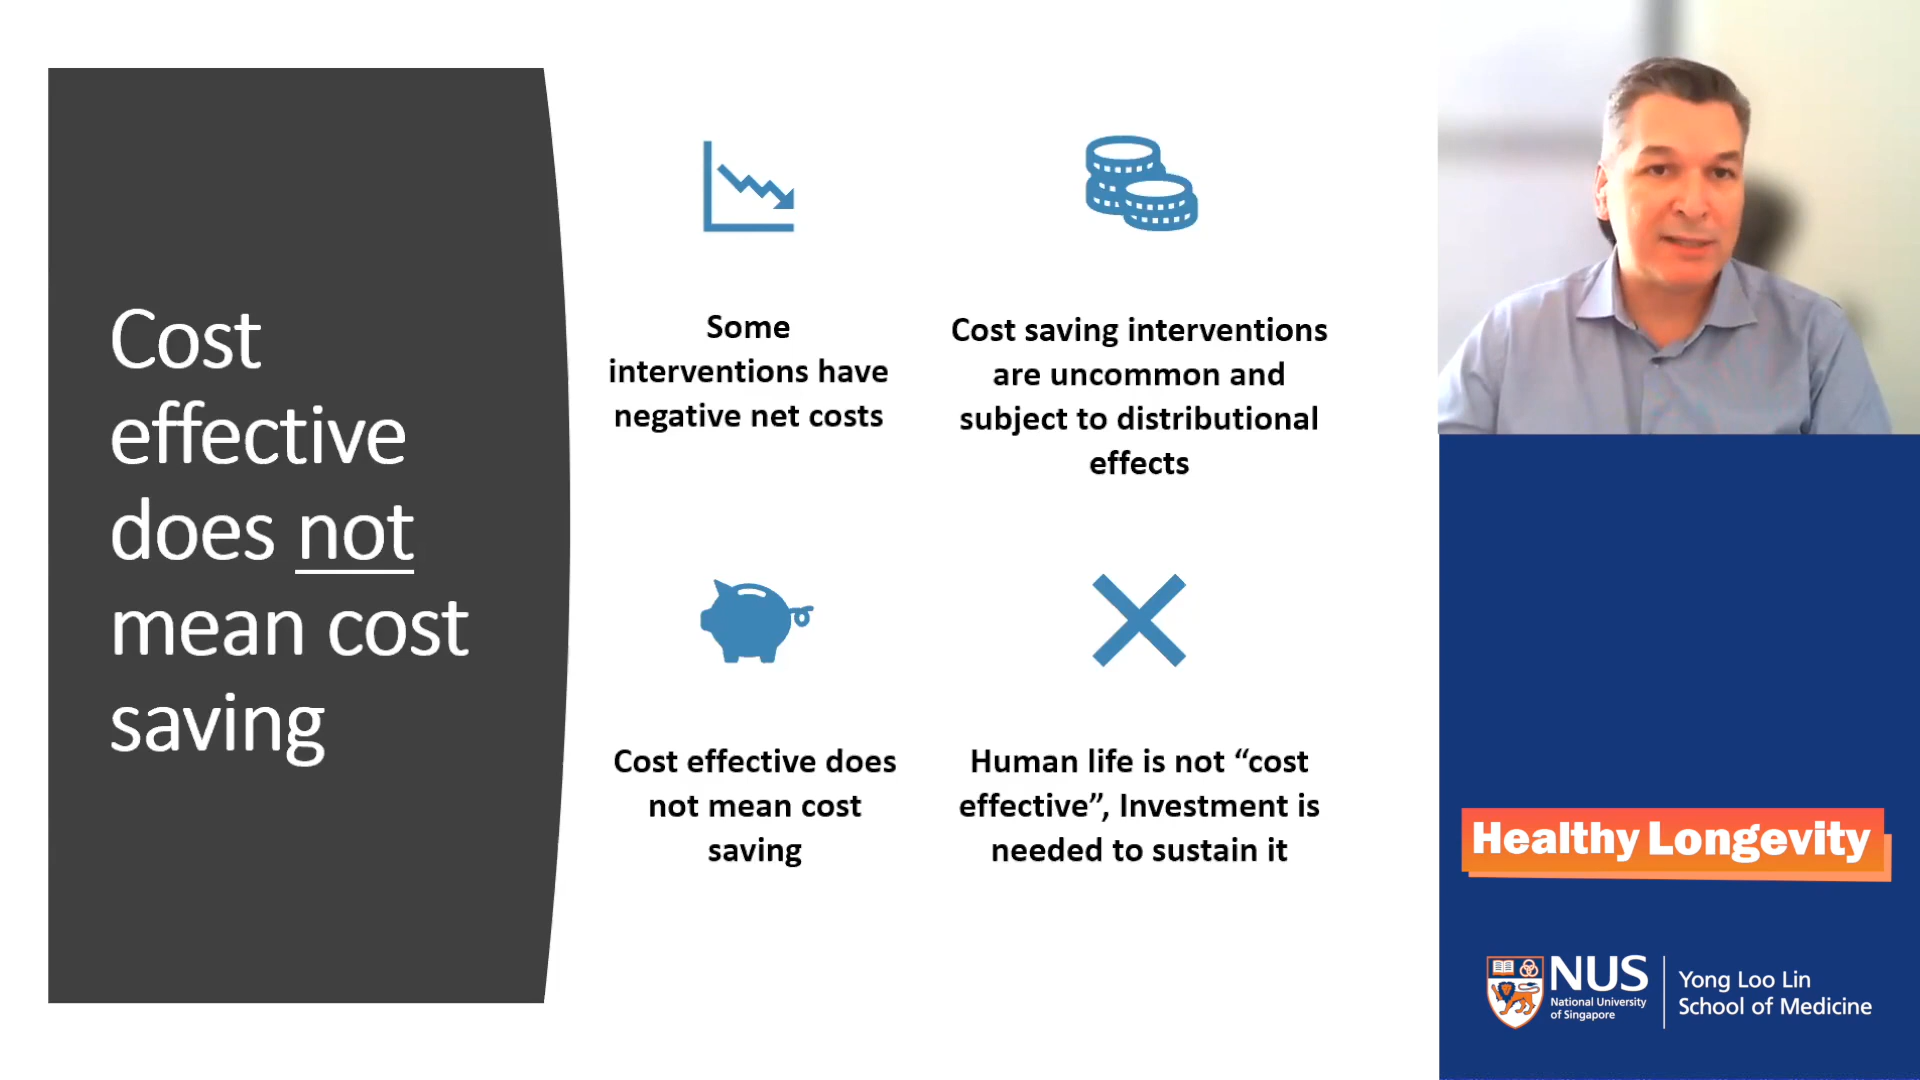 Cost
effective
does not
mean cost
saving
Some
interventions have
negative net costs
Cost saving interventions
are uncommon and
subject to distributional
effects
Cost effective does
not mean cost
saving
Human life is not “cost
effective”, Investment is
needed to sustain it
Healthy Longevity
NUS
National University
of Singapore
Yong Loo Lin
School of Medicine